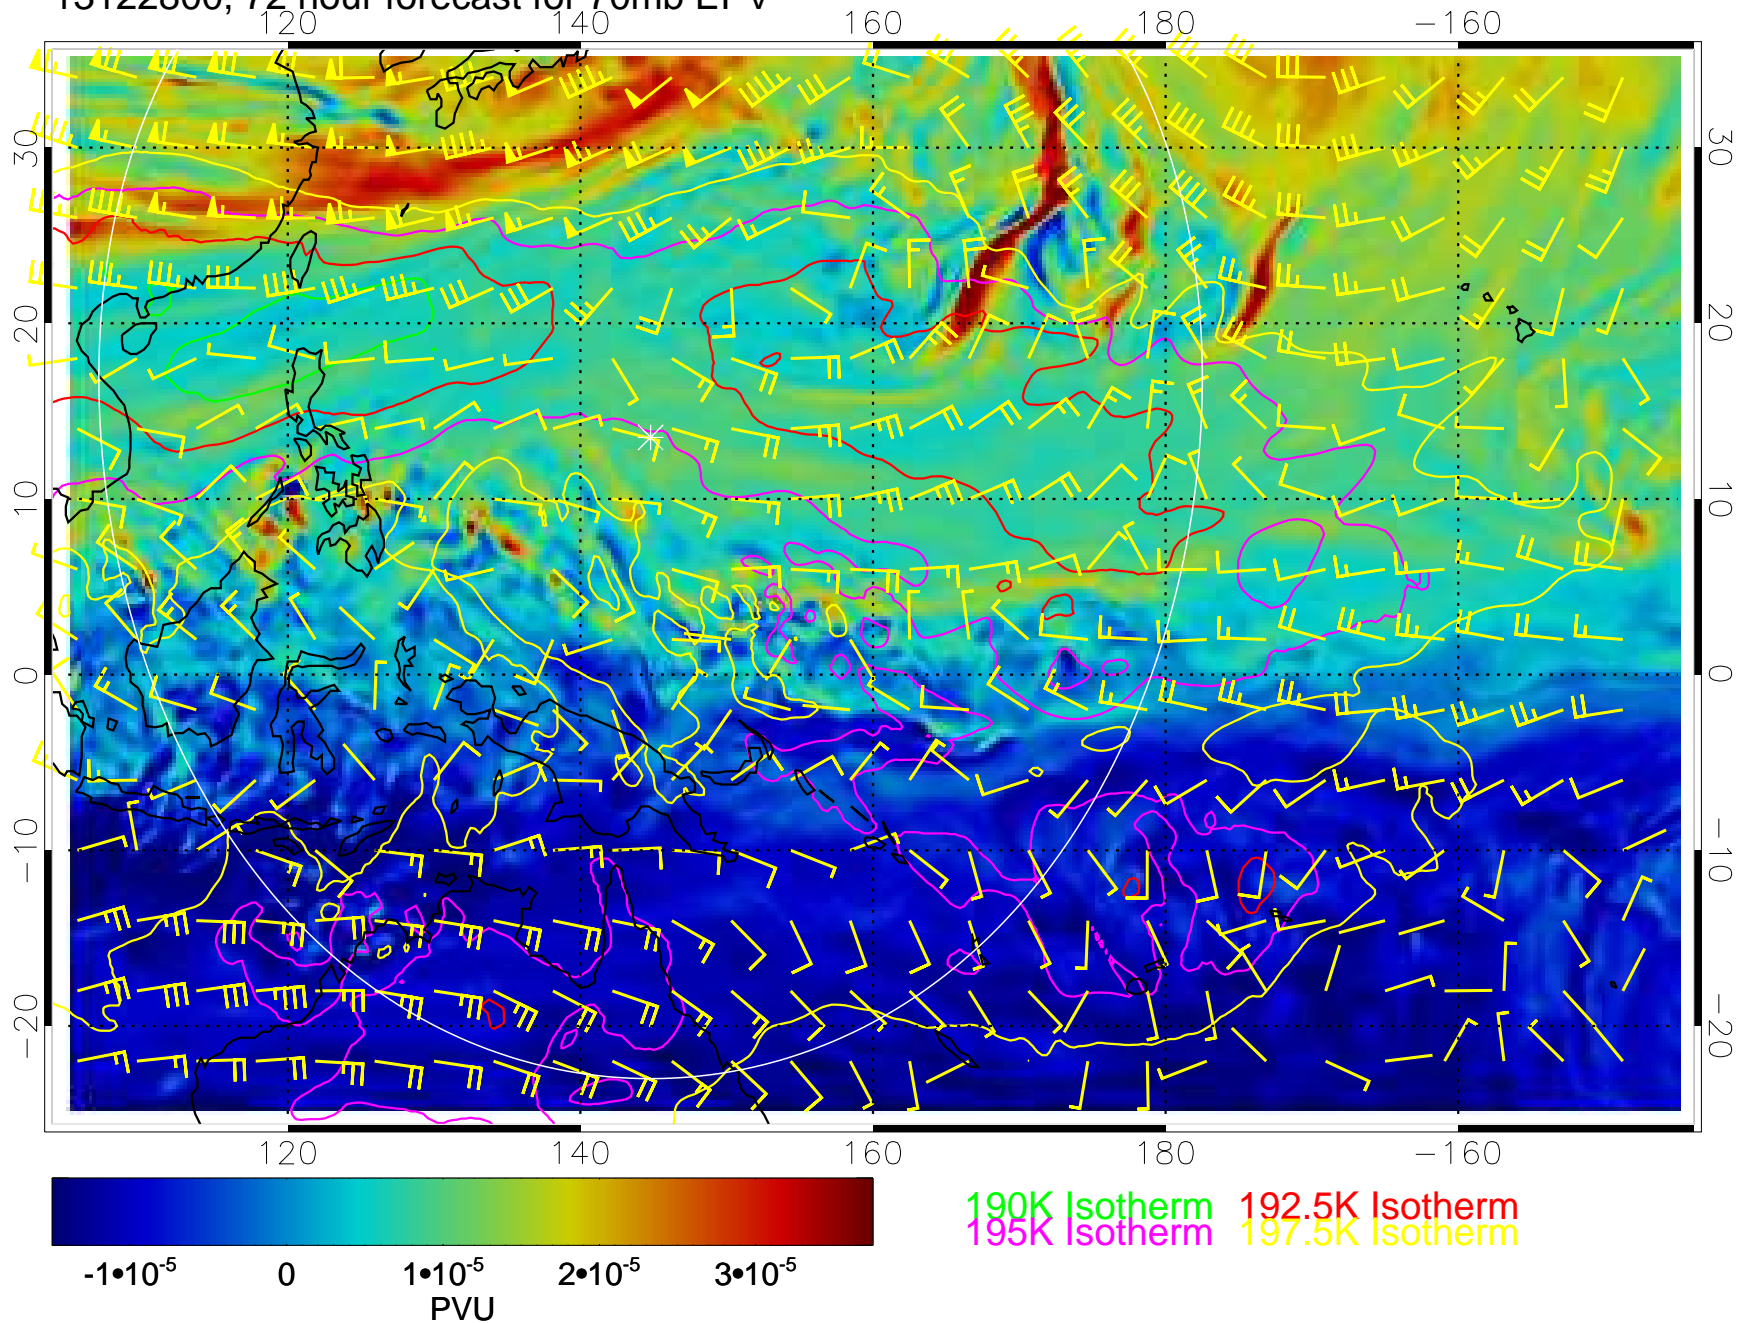 13122800, 72 hour forecast for 70mb EPV
120 140 160 180 −160
30 30
20 20
10 10
0 0
−10 −10
−20 −20
120 140 160 180 −160
-1•10-5 0 1•10-5 2•10-5 3•10-5
PVU
190K Isotherm 192.5K Isotherm
195K Isotherm 197.5K Isotherm